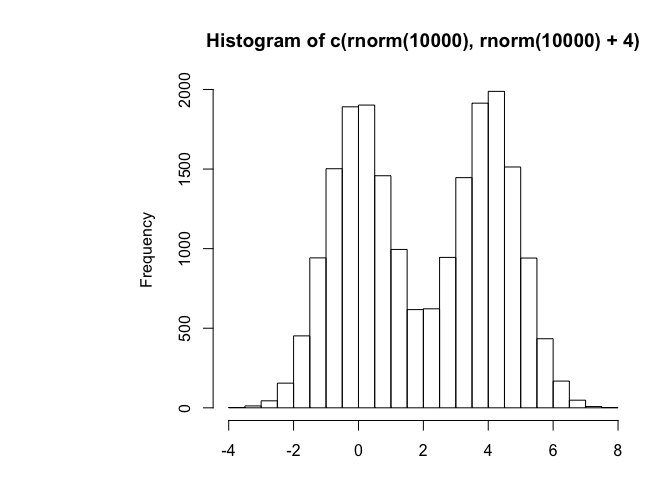 Histogram of c(rnorm(10000), rnorm(10000) + 4)
Frequency
2000
1500
1000
500
0
-4 -2 0 2 4 6 8